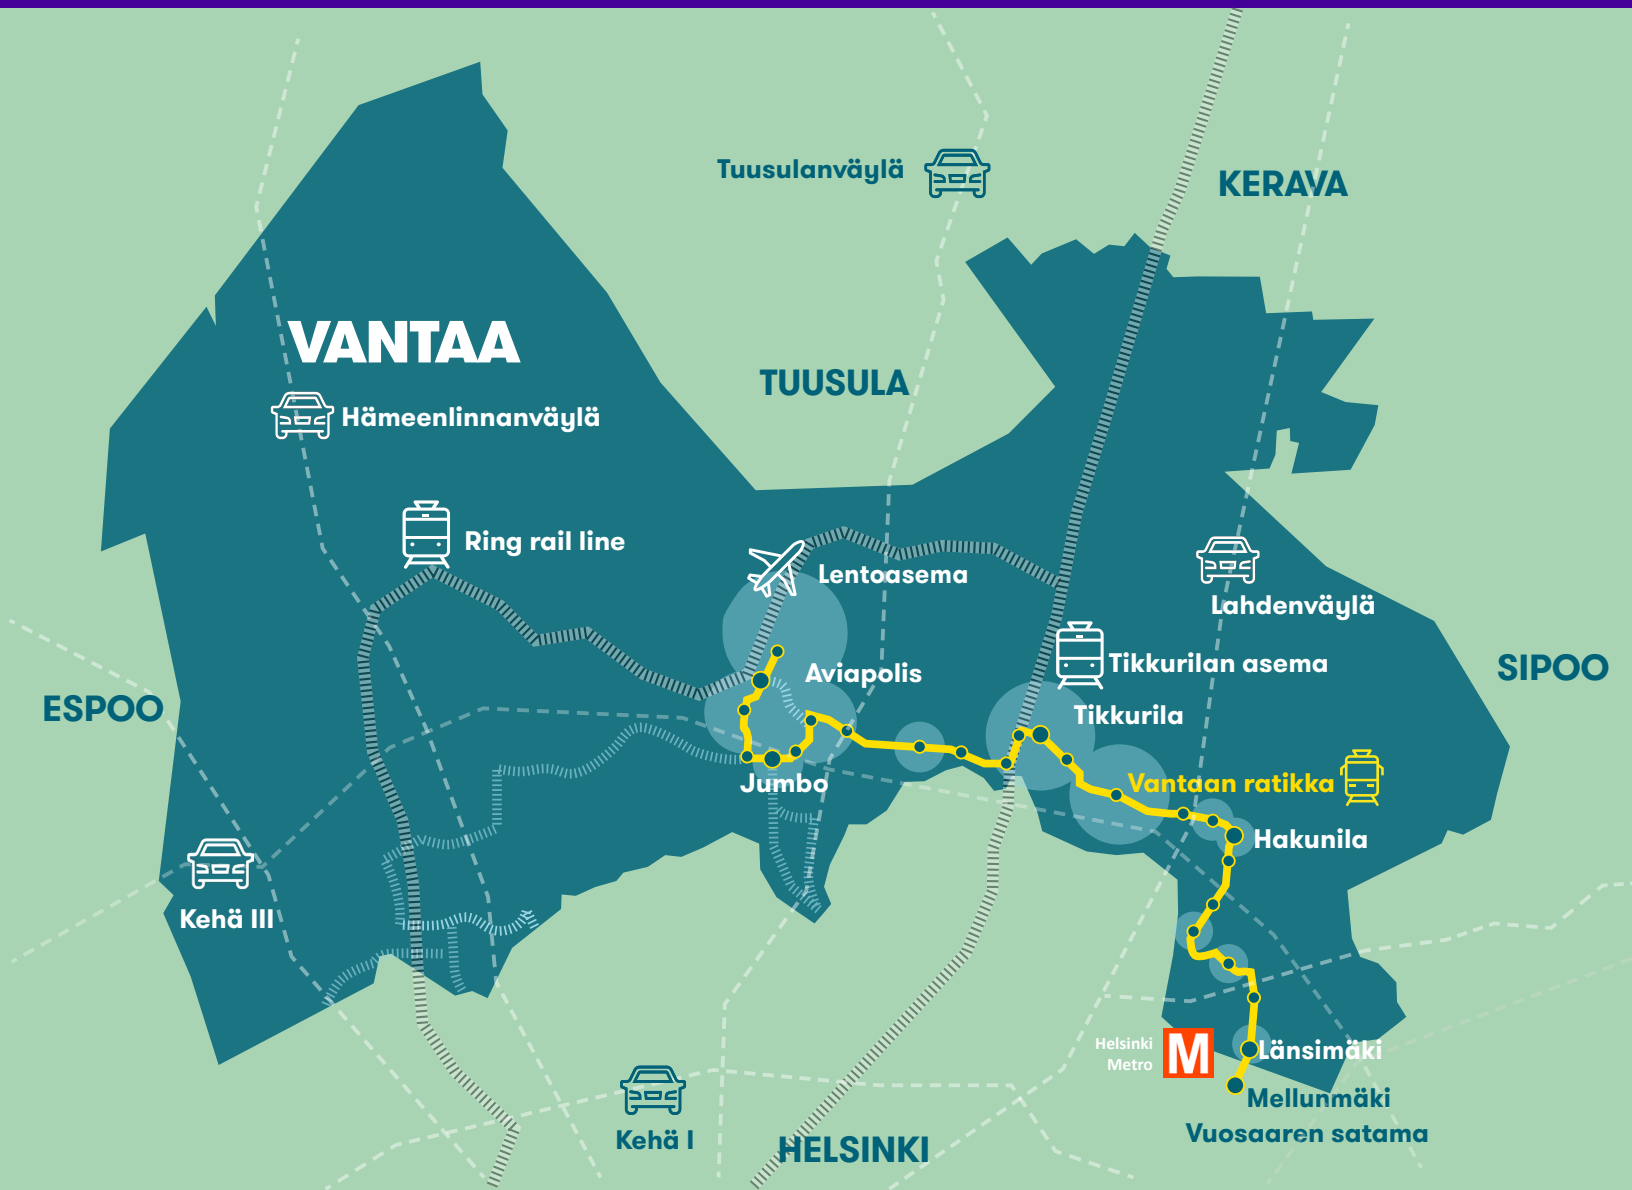 Tuusulanväylä
KERAVA
VANTAA
TUUSULA
Hämeenlinnanväylä
Ring rail line
Lentoasema
Lahdenväylä
Tikkurilan asema
SIPOO
Aviapolis
ESPOO
Tikkurila
Jumbo
Vantaan ratikka
Hakunila
Kehä III
Helsinki
Metro
M
Länsimäki
Mellunmäki
Vuosaaren satama
Kehä I
HELSINKI